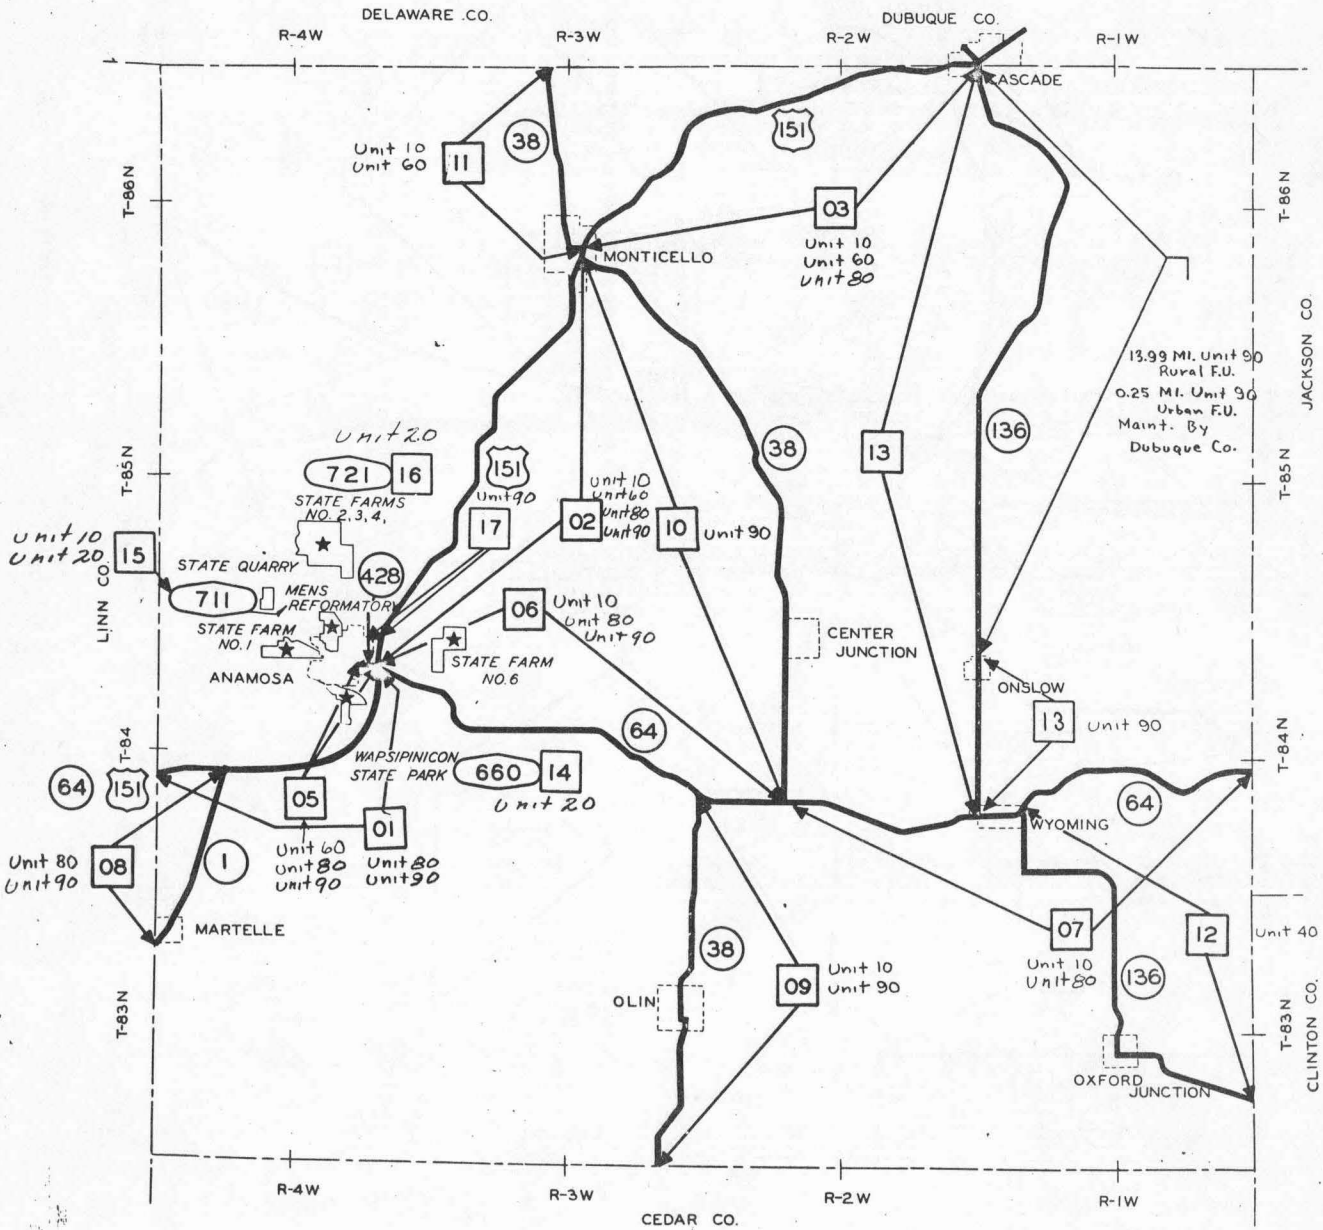 DELAWARE CO.
DUBUQUE CO.
R-4W
R-3W
R-2W
R-1W
CASCADE
151
38
Unit 10
Unit 60
11
T-86N
T-86N
03
Unit 10
Unit 60
Unit 80
MONTICELLO
JACKSON CO.
13.99 MI. Unit 90
Rural F.U.
0.25 MI. Unit 90
Urban F.U.
Maint. By
Dubuque Co.
136
38
13
Unit 20
721
16
STATE FARMS
NO. 2, 3, 4,
151
Unit 90
17
Unit 10
Unit 60
Unit 80
Unit 90
02
10
Unit 90
T-85N
T-85N
Unit 10
Unit 20
15
LINN CO.
STATE QUARRY
711
428
MENS
REFORMATORY
STATE FARM
NO. 1
06
Unit 10
Unit 80
Unit 90
STATE FARM
NO. 6
CENTER
JUNCTION
ANAMOSA
ONSLOW
13
Unit 90
T-84
T-84N
64
WAPSIPINICON
STATE PARK
660
14
Unit 20
64
151
05
Unit 60
Unit 80
Unit 90
01
Unit 80
Unit 90
64
WYOMING
Unit 80
Unit 90
08
1
MARTELLE
07
Unit 10
Unit 80
12
Unit 40
38
09
Unit 10
Unit 90
136
OLIN
T-83N
T-83N
OXFORD
JUNCTION
CLINTON CO.
R-4W
R-3W
R-2W
R-1W
CEDAR CO.